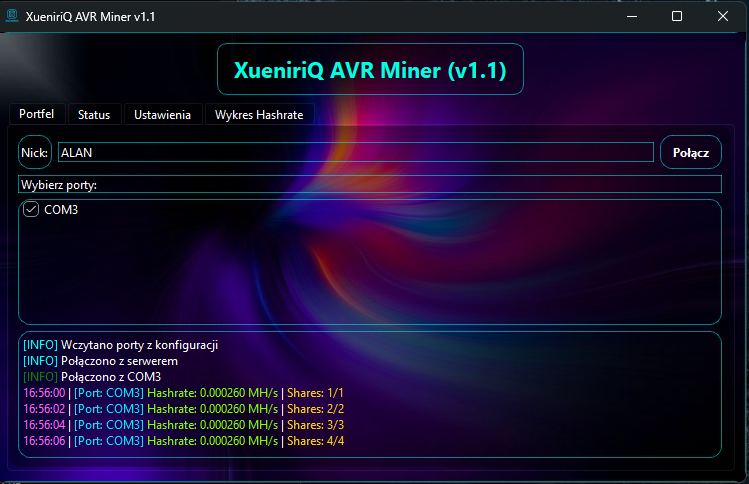 XueniriQ AVR Miner v1.1
XueniriQ AVR Miner (v1.1)
Portfel Status Ustawienia Wykres Hashrate
Nick: ALAN Połącz
Wybierz porty:
COM3
[INFO] Wczytano porty z konfiguracji
[INFO] Połączono z serwerem
[INFO] Połączono z COM3
16:56:00 | [Port: COM3] Hashrate: 0.000260 MH/s | Shares: 1/1
16:56:02 | [Port: COM3] Hashrate: 0.000260 MH/s | Shares: 2/2
16:56:04 | [Port: COM3] Hashrate: 0.000260 MH/s | Shares: 3/3
16:56:06 | [Port: COM3] Hashrate: 0.000260 MH/s | Shares: 4/4